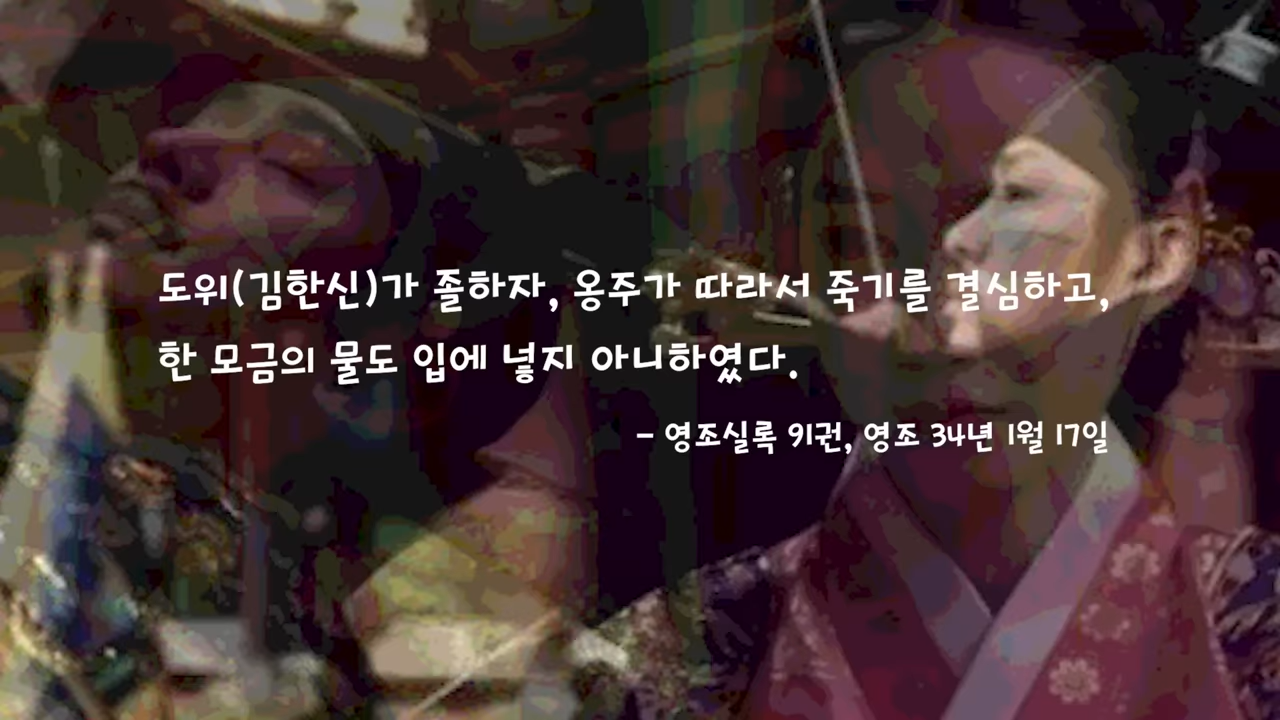 도위(김한신)가 졸하자, 옹주가 따라서 죽기를 결심하고,
한 모금의 물도 입에 넣지 아니하였다.
- 영조실록 91권, 영조 34년 1월 17일